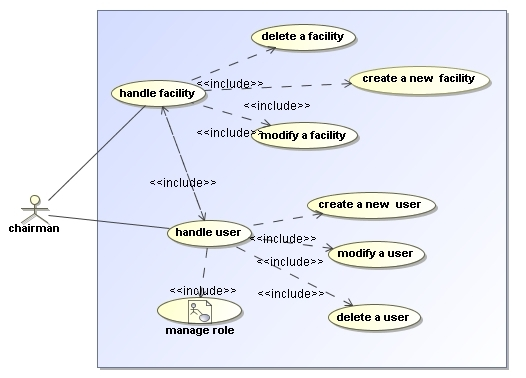 delete a facility
<<include>>
create a new facility
handle facility
<<include>>
<<include>>
modify a facility
<<include>>
chairman
create a new user
handle user
<<include>>
modify a user
<<include>>
<<include>>
<<include>>
delete a user
manage role